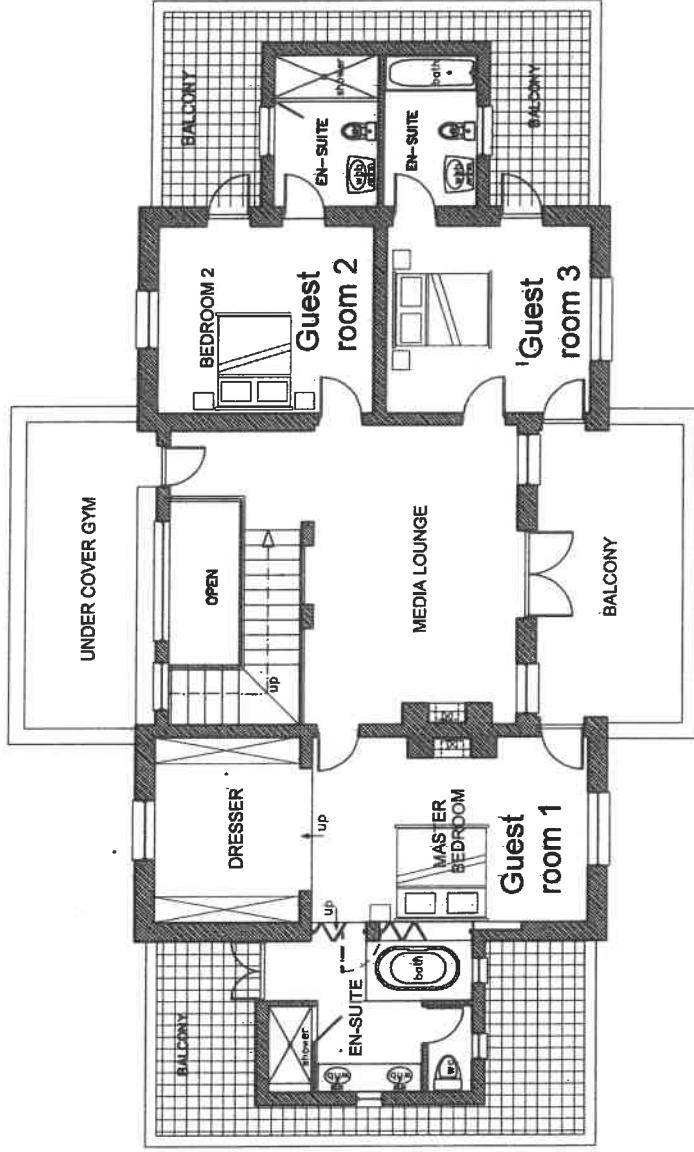 UNDER COVER GYM
BALCONY
BALCONY
BEDROOM 2
OPEN
DRESSER
up
Guest
room 2
EN-SUITE
shower
up
up
shower
EN-SUITE
MEDIA LOUNGE
EN-SUITE
bath
bath
MASTER
BEDROOM
wc
Guest
room 1
Guest
room 3
BALCONY
BALCONY